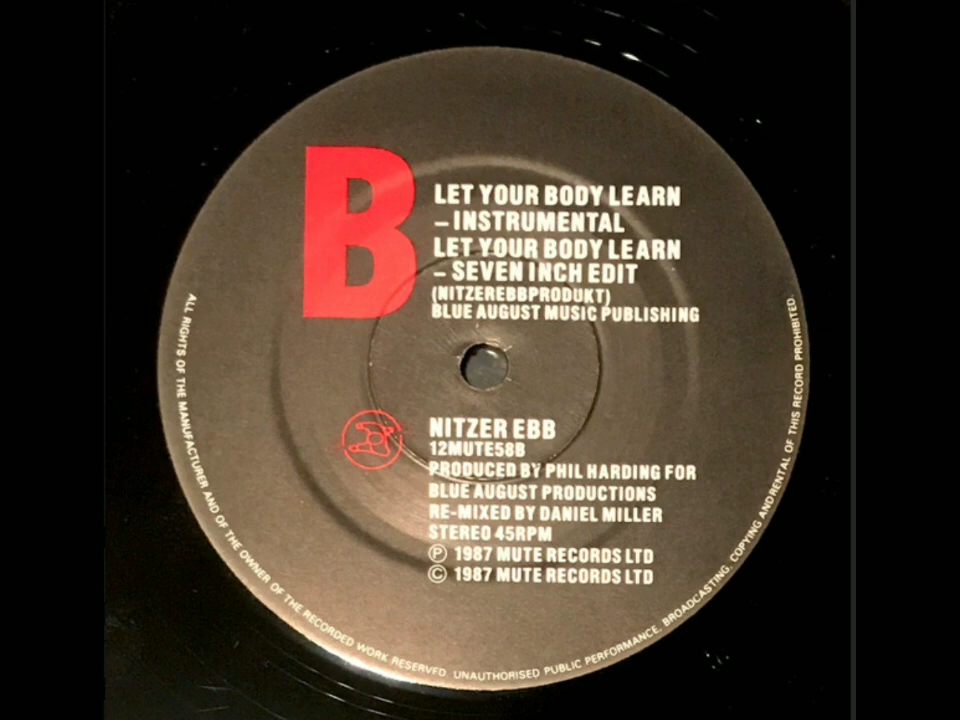 B
LET YOUR BODY LEARN
– INSTRUMENTAL
LET YOUR BODY LEARN
– SEVEN INCH EDIT
(NITZEREBBPRODUKT)
BLUE AUGUST MUSIC PUBLISHING
NITZER EBB
12MUTE58B
PRODUCED BY PHIL HARDING FOR
BLUE AUGUST PRODUCTIONS
RE-MIXED BY DANIEL MILLER
STEREO 45RPM
Ⓟ 1987 MUTE RECORDS LTD
© 1987 MUTE RECORDS LTD
ALL RIGHTS OF THE MANUFACTURER AND OF THE OWNER OF THE RECORDED WORK RESERVED. UNAUTHORISED PUBLIC PERFORMANCE, BROADCASTING, COPYING AND RENTAL OF THIS RECORD PROHIBITED.